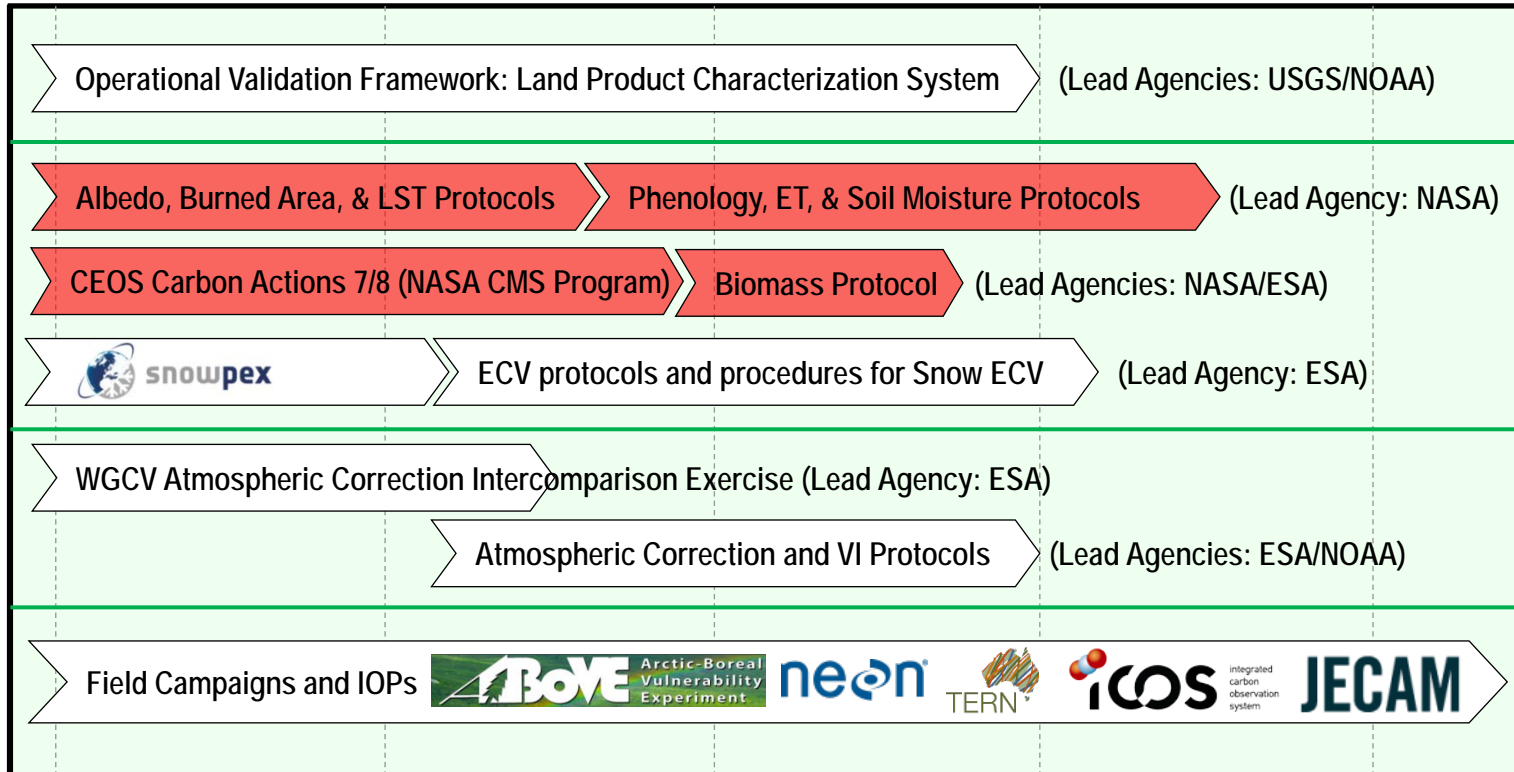 Operational Validation Framework: Land Product Characterization System (Lead Agencies: USGS/NOAA)
Albedo, Burned Area, & LST Protocols Phenology, ET, & Soil Moisture Protocols (Lead Agency: NASA)
CEOS Carbon Actions 7/8 (NASA CMS Program) Biomass Protocol (Lead Agencies: NASA/ESA)
snowpex ECV protocols and procedures for Snow ECV (Lead Agency: ESA)
WGCV Atmospheric Correction Intercomparison Exercise (Lead Agency: ESA)
Atmospheric Correction and VI Protocols (Lead Agencies: ESA/NOAA)
Field Campaigns and IOPs
ABoVE
Arctic-Boreal
Vulnerability
Experiment
neon®
TERN
icos
integrated
carbon
observation
system
JECAM